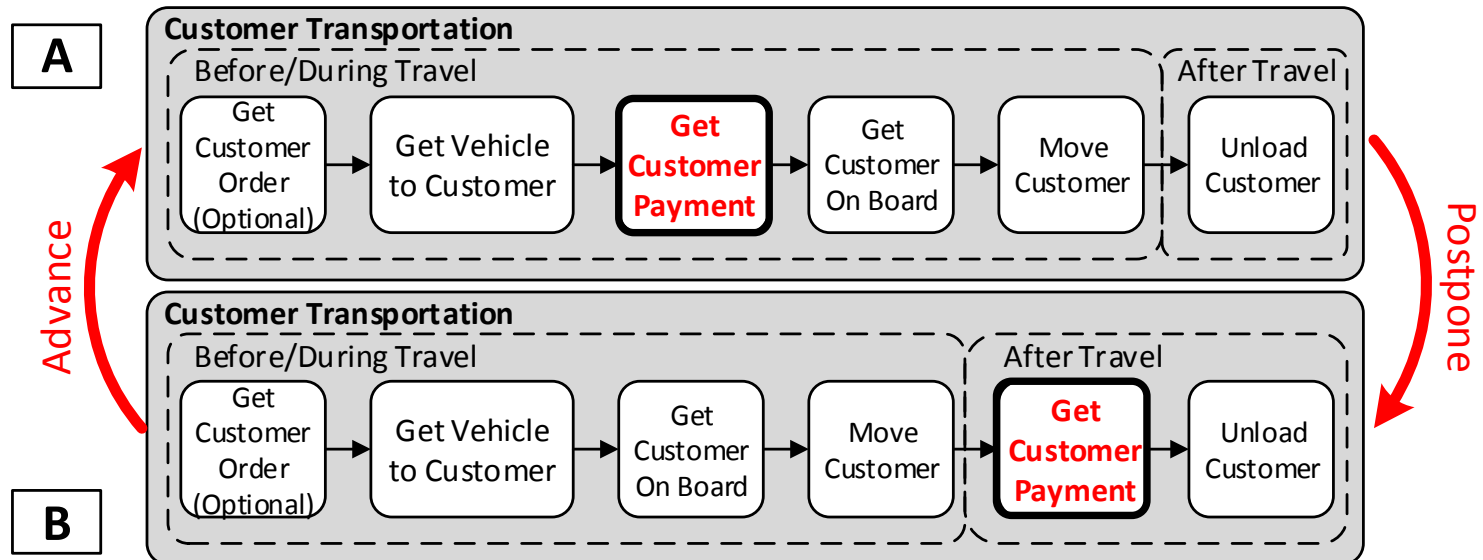 A
Customer Transportation
Before/During Travel
After Travel
Get
Customer
Order
(Optional)
Get Vehicle
to Customer
Get
Customer
Payment
Get
Customer
On Board
Move
Customer
Unload
Customer
Advance
Postpone
Customer Transportation
Before/During Travel
After Travel
Get
Customer
Order
(Optional)
Get Vehicle
to Customer
Get
Customer
On Board
Move
Customer
Get
Customer
Payment
Unload
Customer
B